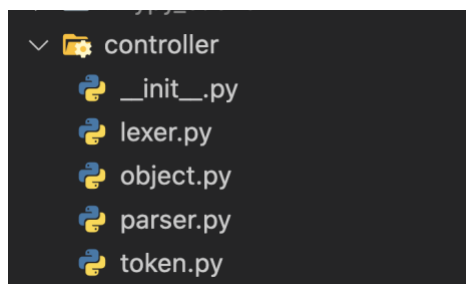 controller
__init__.py
lexer.py
object.py
parser.py
token.py